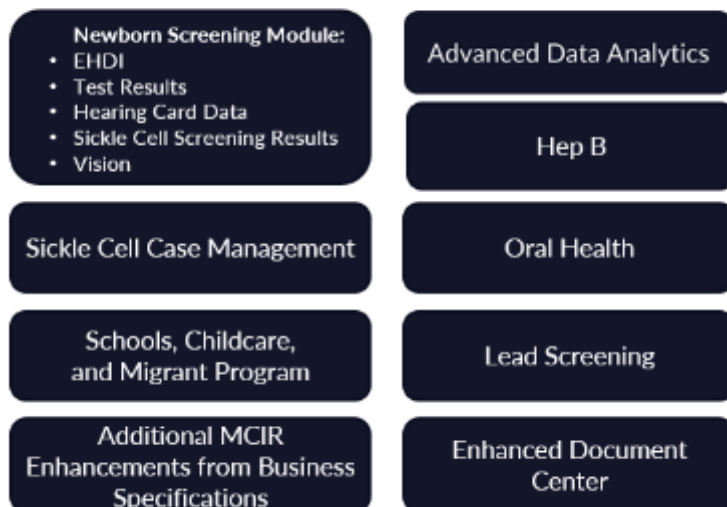 Newborn Screening Module:
• EHDI
• Test Results
• Hearing Card Data
• Sickle Cell Screening Results
• Vision
Sickle Cell Case Management
Schools, Childcare,
and Migrant Program
Additional MCIR
Enhancements from Business
Specifications
Advanced Data Analytics
Hep B
Oral Health
Lead Screening
Enhanced Document
Center